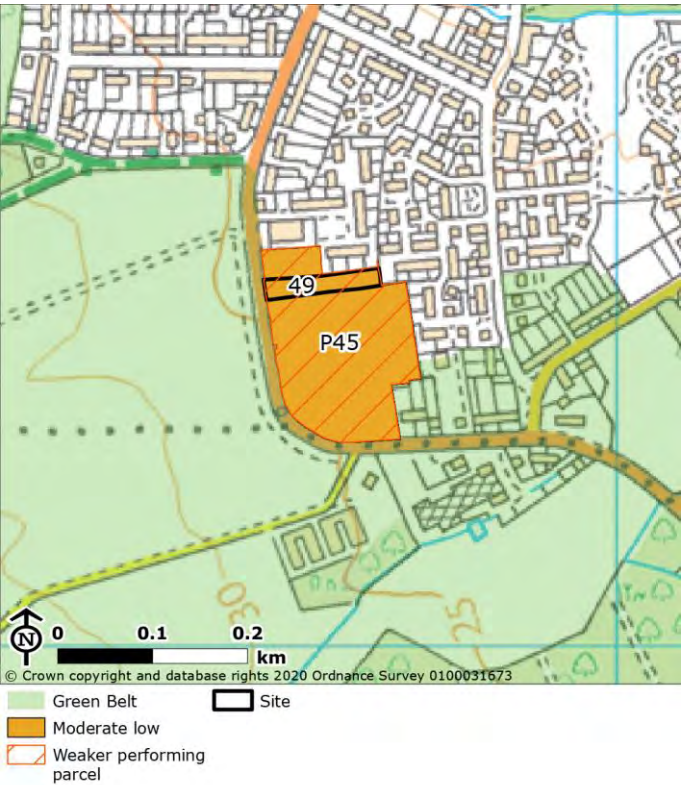 49
P45
30
25
N
0 0.1 0.2
km
© Crown copyright and database rights 2020 Ordnance Survey 0100031673
Green Belt
Site
Moderate low
Weaker performing
parcel